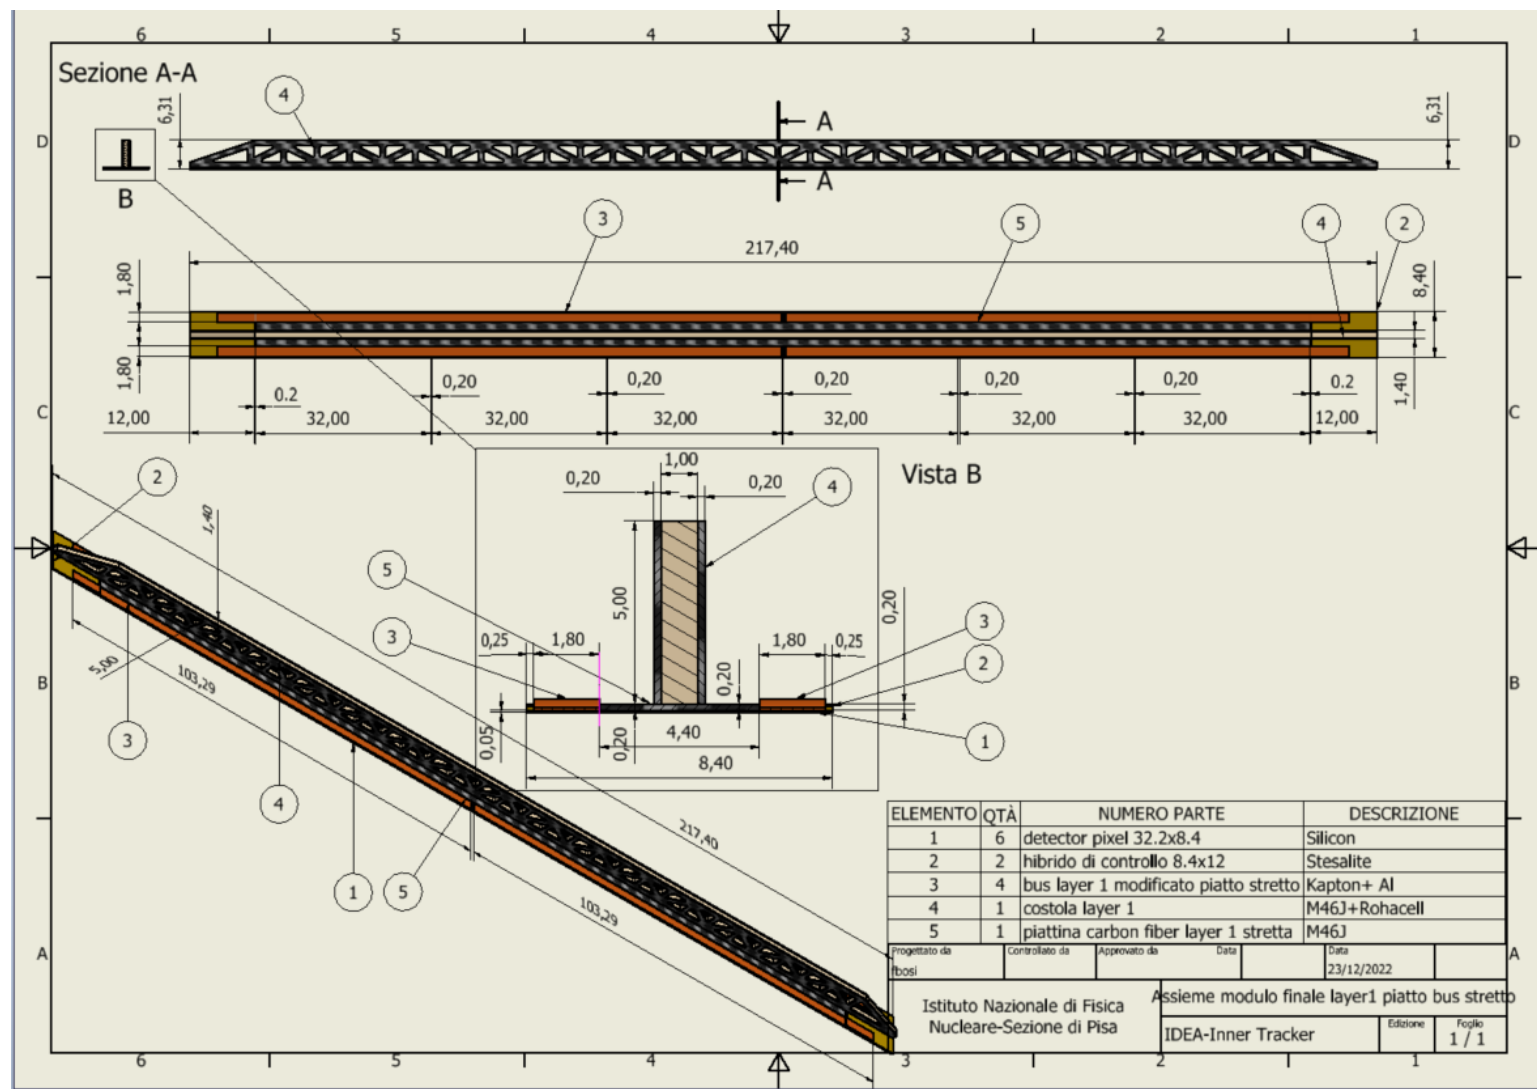 6 5 4 3 2 1
Sezione A-A
4
6,31
6,31
A
D
D
B
A
3
5
4
2
217,40
1,80
8,40
1,80
1,40
0.2
0,20
0,20
0,20
0,20
0,20
0.2
C
C
12,00
32,00
32,00
32,00
32,00
32,00
32,00
12,00
Vista B
1,00
0,20
0,20
4
2
1,40
5
5,00
0,20
3
3
0,25
1,80
1,80
0,25
2
0,20
5,00
103,29
B
B
0,05
0,20
4,40
1
8,40
3
4
217,40
1
5
103,29
ELEMENTO QTÀ NUMERO PARTE DESCRIZIONE
1 6 detector pixel 32.2x8.4 Silicon
2 2 hibrido di controllo 8.4x12 Stesalite
3 4 bus layer 1 modificato piatto stretto Kapton+ Al
4 1 costola layer 1 M46J+Rohacell
5 1 piattina carbon fiber layer 1 stretta M46J
A
A
Progettato da Controllato da Approvato da Data Data
fbosi 23/12/2022
Istituto Nazionale di Fisica
Nucleare-Sezione di Pisa
Assieme modulo finale layer1 piatto bus stretto
IDEA-Inner Tracker
Edizione
Foglio
1 / 1
6 5 4 3 2 1